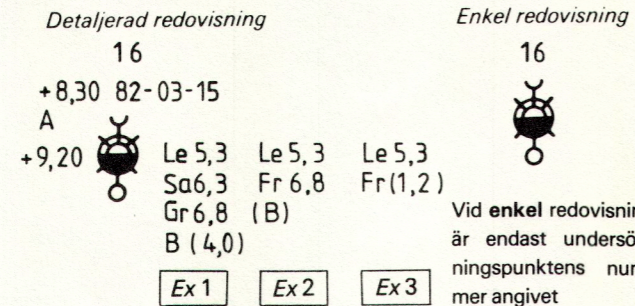 Detaljerad redovisning
16
+8,30 82-03-15
A
+9,20
Le 5,3
Sa 6,3
Gr 6,8
B (4,0)
Ex 1
Le 5,3
Fr 6,8
(B)
Ex 2
Le 5,3
Fr (1,2)
Ex 3
Enkel redovisning
16
Vid enkel redovisnin
är endast undersö
ningspunktens num
mer angivet